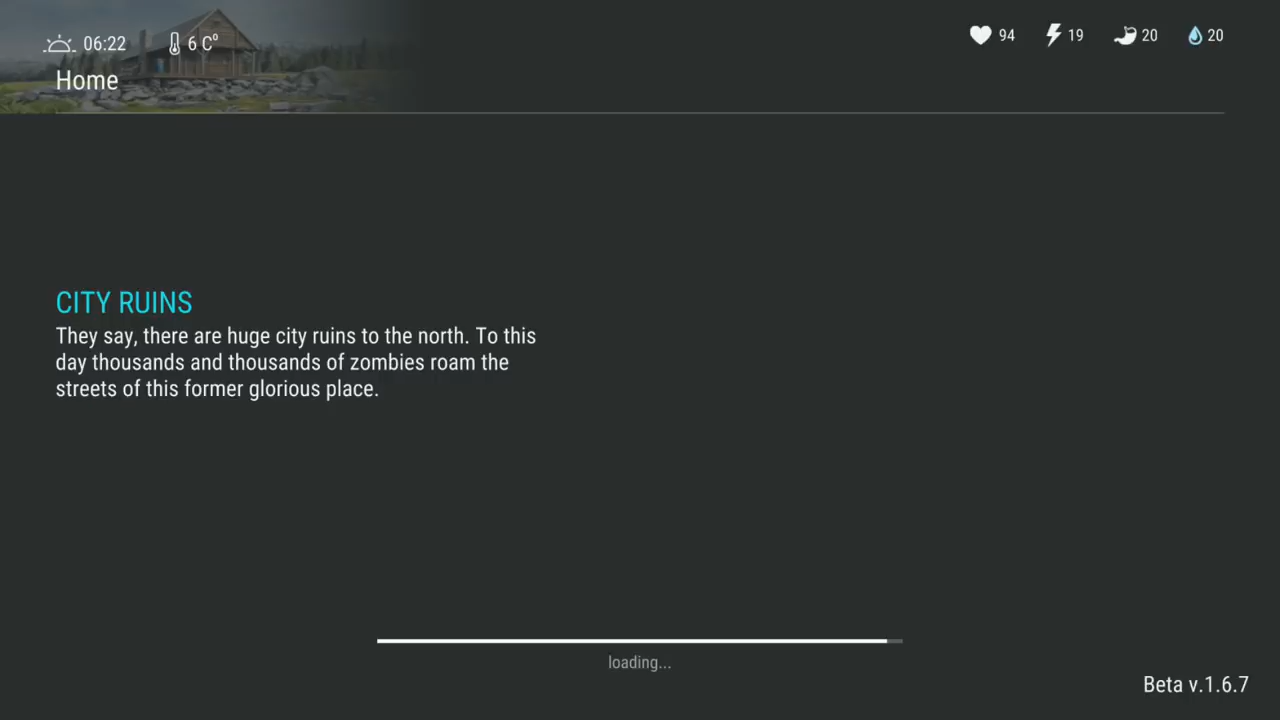 06:22 6 C° 94 19 20 20
Home
CITY RUINS
They say, there are huge city ruins to the north. To this
day thousands and thousands of zombies roam the
streets of this former glorious place.
loading...
Beta v.1.6.7